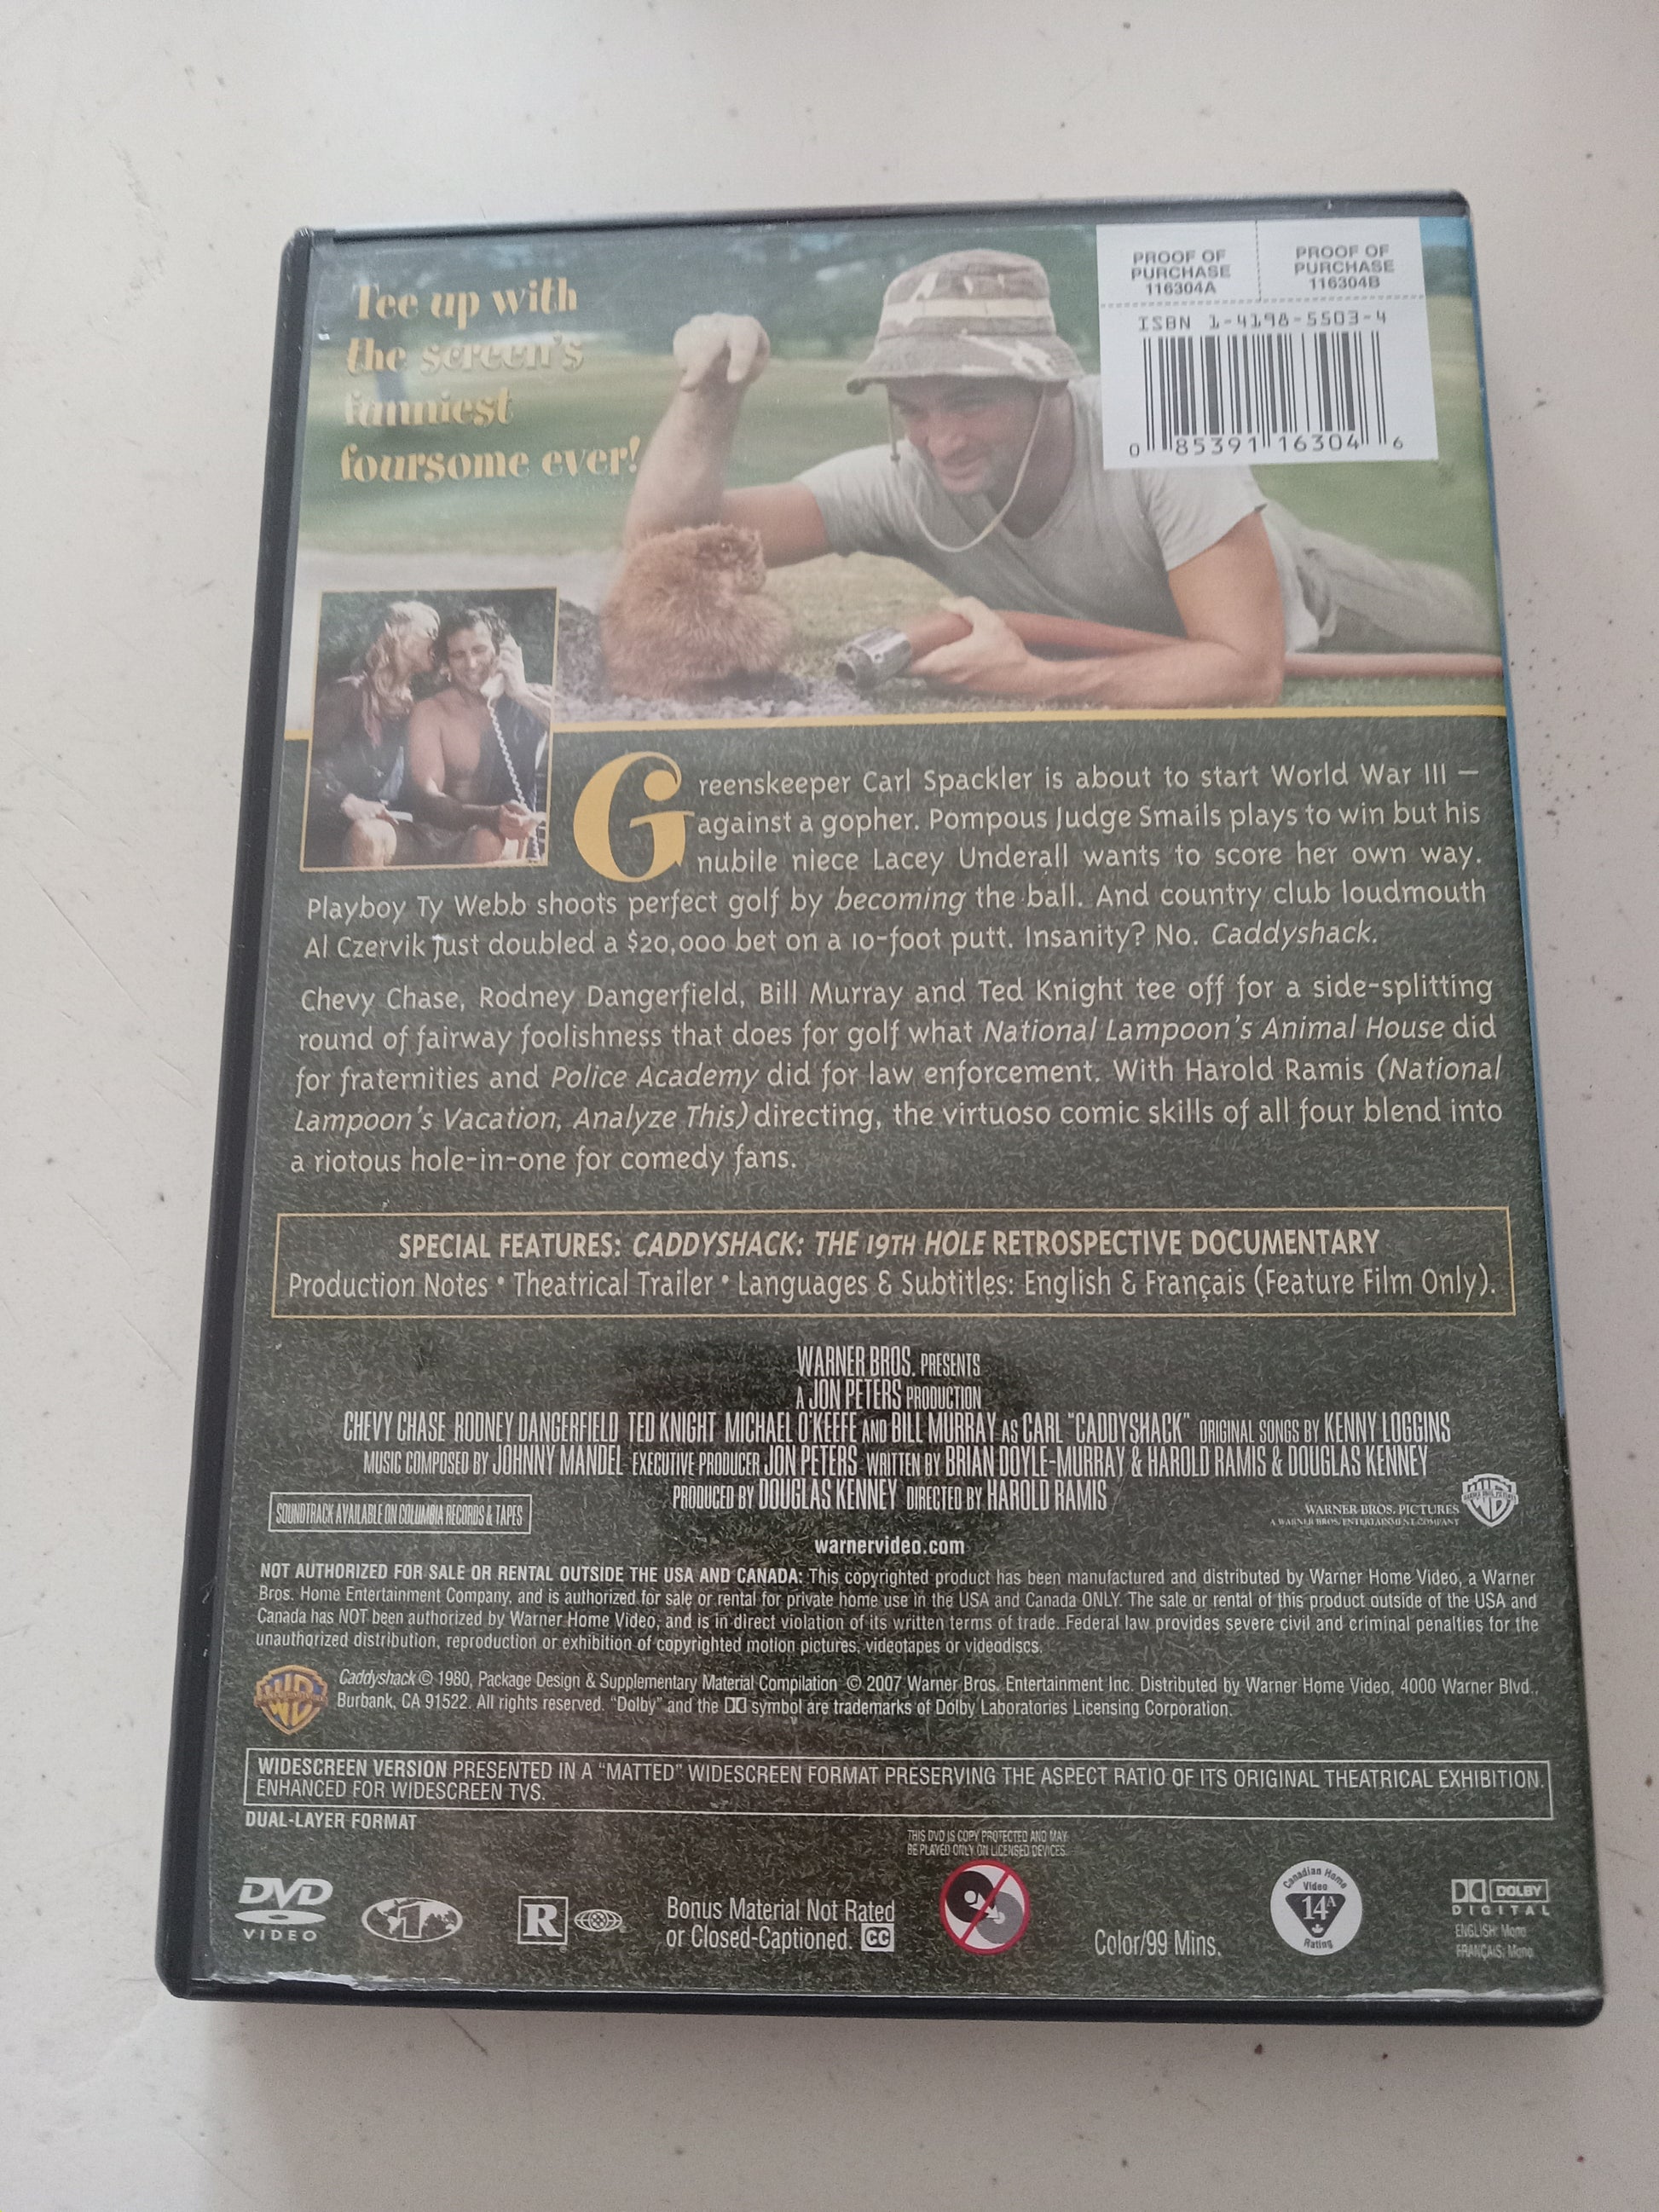 Tee up with
the screen's
funniest
foursome ever!
PROOF OF
PURCHASE
116304A
PROOF OF
PURCHASE
116304B
ISBN 1-4198-5503-4
0 85391 16304 6
Greenskeeper Carl Spackler is about to start World War III —
against a gopher. Pompous Judge Smails plays to win but his
nubile niece Lacey Underall wants to score her own way.
Playboy Ty Webb shoots perfect golf by becoming the ball. And country club loudmouth
Al Czervik just doubled a $20,000 bet on a 10-foot putt. Insanity? No. Caddyshack.
Chevy Chase, Rodney Dangerfield, Bill Murray and Ted Knight tee off for a side-splitting
round of fairway foolishness that does for golf what National Lampoon's Animal House did
for fraternities and Police Academy did for law enforcement. With Harold Ramis (National
Lampoon's Vacation, Analyze This) directing, the virtuoso comic skills of all four blend into
a riotous hole-in-one for comedy fans.
SPECIAL FEATURES: CADDYSHACK: THE 19TH HOLE RETROSPECTIVE DOCUMENTARY
Production Notes • Theatrical Trailer • Languages & Subtitles: English & Français (Feature Film Only).
WARNER BROS. PRESENTS
A JON PETERS PRODUCTION
CHEVY CHASE RODNEY DANGERFIELD TED KNIGHT MICHAEL O'KEEFE AND BILL MURRAY AS CARL "CADDYSHACK" ORIGINAL SONGS BY KENNY LOGGINS
MUSIC COMPOSED BY JOHNNY MANDEL EXECUTIVE PRODUCER JON PETERS WRITTEN BY BRIAN DOYLE-MURRAY & HAROLD RAMIS & DOUGLAS KENNEY
PRODUCED BY DOUGLAS KENNEY DIRECTED BY HAROLD RAMIS
SOUNDTRACK AVAILABLE ON COLUMBIA RECORDS & TAPES
WARNER BROS. PICTURES
A WARNER BROS. ENTERTAINMENT COMPANY
warnervideo.com
NOT AUTHORIZED FOR SALE OR RENTAL OUTSIDE THE USA AND CANADA: This copyrighted product has been manufactured and distributed by Warner Home Video, a Warner
Bros. Home Entertainment Company, and is authorized for sale or rental for private home use in the USA and Canada ONLY. The sale or rental of this product outside of the USA and
Canada has NOT been authorized by Warner Home Video, and is in direct violation of its written terms of trade. Federal law provides severe civil and criminal penalties for the
unauthorized distribution, reproduction or exhibition of copyrighted motion pictures, videotapes or videodiscs.
Caddyshack © 1980, Package Design & Supplementary Material Compilation © 2007 Warner Bros. Entertainment Inc. Distributed by Warner Home Video, 4000 Warner Blvd.,
Burbank, CA 91522. All rights reserved. "Dolby" and the DD symbol are trademarks of Dolby Laboratories Licensing Corporation.
WIDESCREEN VERSION PRESENTED IN A "MATTED" WIDESCREEN FORMAT PRESERVING THE ASPECT RATIO OF ITS ORIGINAL THEATRICAL EXHIBITION.
ENHANCED FOR WIDESCREEN TVS.
DUAL-LAYER FORMAT
THIS DVD IS COPY PROTECTED AND MAY
BE PLAYED ONLY ON LICENSED DEVICES.
DVD
VIDEO
1
R
Bonus Material Not Rated
or Closed-Captioned. CC
Color/99 Mins.
Canadian Home
Video
14A
Rating
DOLBY
DIGITAL
ENGLISH: Mono
FRANÇAIS: Mono